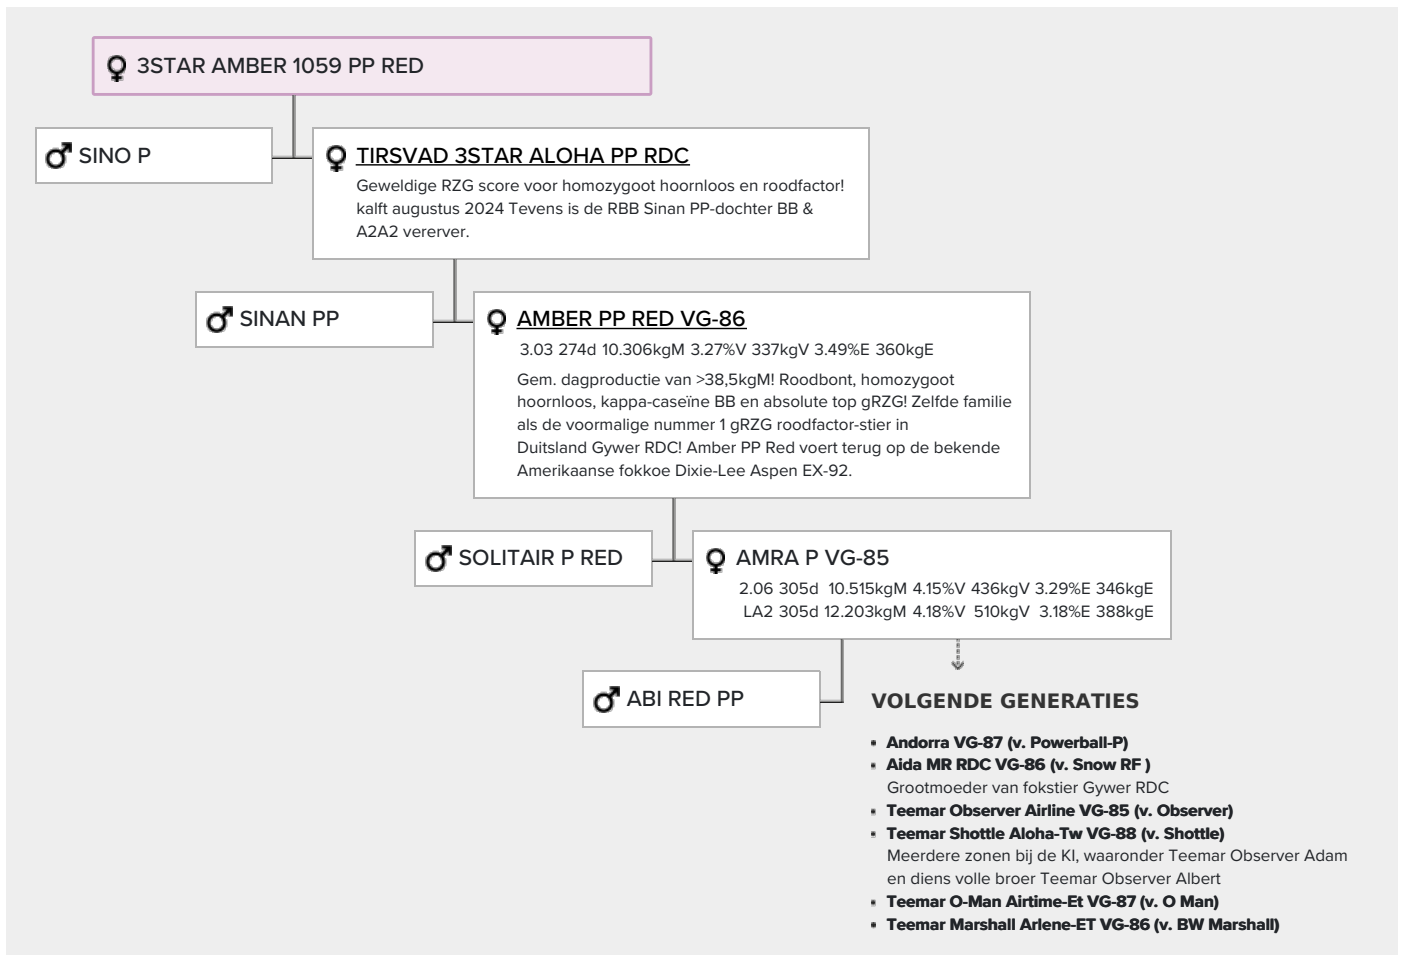 3STAR AMBER 1059 PP RED
SINO P
TIRSVAD 3STAR ALOHA PP RDC
Geweldige RZG score voor homozygoot hoornloos en roodfactor!
kalft augustus 2024 Tevens is de RBB Sinan PP-dochter BB &
A2A2 vererver.
SINAN PP
AMBER PP RED VG-86
3.03 274d 10.306kgM 3.27%V 337kgV 3.49%E 360kgE
Gem. dagproductie van >38,5kgM! Roodbont, homozygoot
hoornloos, kappa-caseïne BB en absolute top gRZG! Zelfde familie
als de voormalige nummer 1 gRZG roodfactor-stier in
Duitsland Gywer RDC! Amber PP Red voert terug op de bekende
Amerikaanse fokkoe Dixie-Lee Aspen EX-92.
SOLITAIR P RED
AMRA P VG-85
2.06 305d 10.515kgM 4.15%V 436kgV 3.29%E 346kgE
LA2 305d 12.203kgM 4.18%V 510kgV 3.18%E 388kgE
ABI RED PP
VOLGENDE GENERATIES
• Andorra VG-87 (v. Powerball-P)
• Aida MR RDC VG-86 (v. Snow RF )
Grootmoeder van fokstier Gywer RDC
• Teemar Observer Airline VG-85 (v. Observer)
• Teemar Shottle Aloha-Tw VG-88 (v. Shottle)
Meerdere zonen bij de KI, waaronder Teemar Observer Adam
en diens volle broer Teemar Observer Albert
• Teemar O-Man Airtime-Et VG-87 (v. O Man)
• Teemar Marshall Arlene-ET VG-86 (v. BW Marshall)